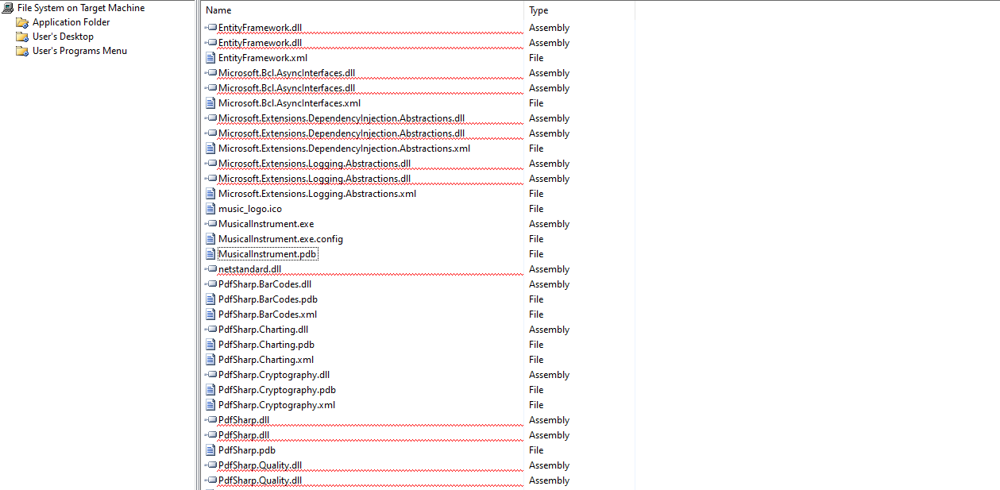 File System on Target Machine
Application Folder
User's Desktop
User's Programs Menu
Name Type
EntityFramework.dll Assembly
EntityFramework.dll Assembly
EntityFramework.xml File
Microsoft.Bcl.AsyncInterfaces.dll Assembly
Microsoft.Bcl.AsyncInterfaces.dll Assembly
Microsoft.Bcl.AsyncInterfaces.xml File
Microsoft.Extensions.DependencyInjection.Abstractions.dll Assembly
Microsoft.Extensions.DependencyInjection.Abstractions.dll Assembly
Microsoft.Extensions.DependencyInjection.Abstractions.xml File
Microsoft.Extensions.Logging.Abstractions.dll Assembly
Microsoft.Extensions.Logging.Abstractions.dll Assembly
Microsoft.Extensions.Logging.Abstractions.xml File
music_logo.ico File
MusicalInstrument.exe Assembly
MusicalInstrument.exe.config File
MusicalInstrument.pdb File
netstandard.dll Assembly
PdfSharp.BarCodes.dll Assembly
PdfSharp.BarCodes.pdb File
PdfSharp.BarCodes.xml File
PdfSharp.Charting.dll Assembly
PdfSharp.Charting.pdb File
PdfSharp.Charting.xml File
PdfSharp.Cryptography.dll Assembly
PdfSharp.Cryptography.pdb File
PdfSharp.Cryptography.xml File
PdfSharp.dll Assembly
PdfSharp.dll Assembly
PdfSharp.pdb File
PdfSharp.Quality.dll Assembly
PdfSharp.Quality.dll Assembly